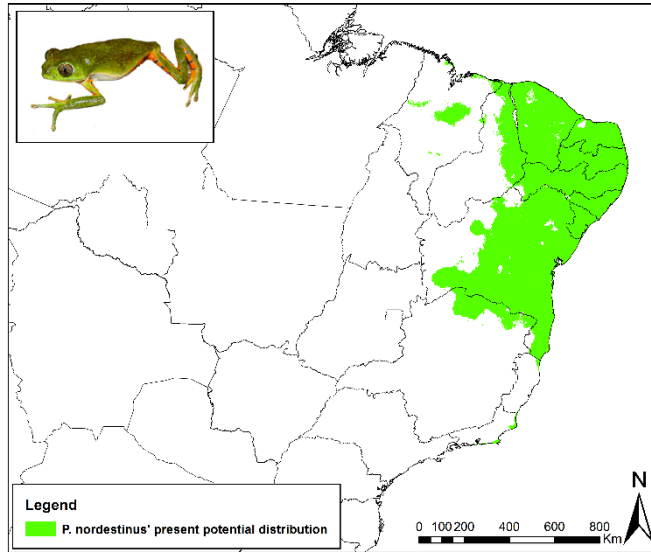 N
Legend
P. nordestinus' present potential distribution
0 100 200 400 600 800
Km